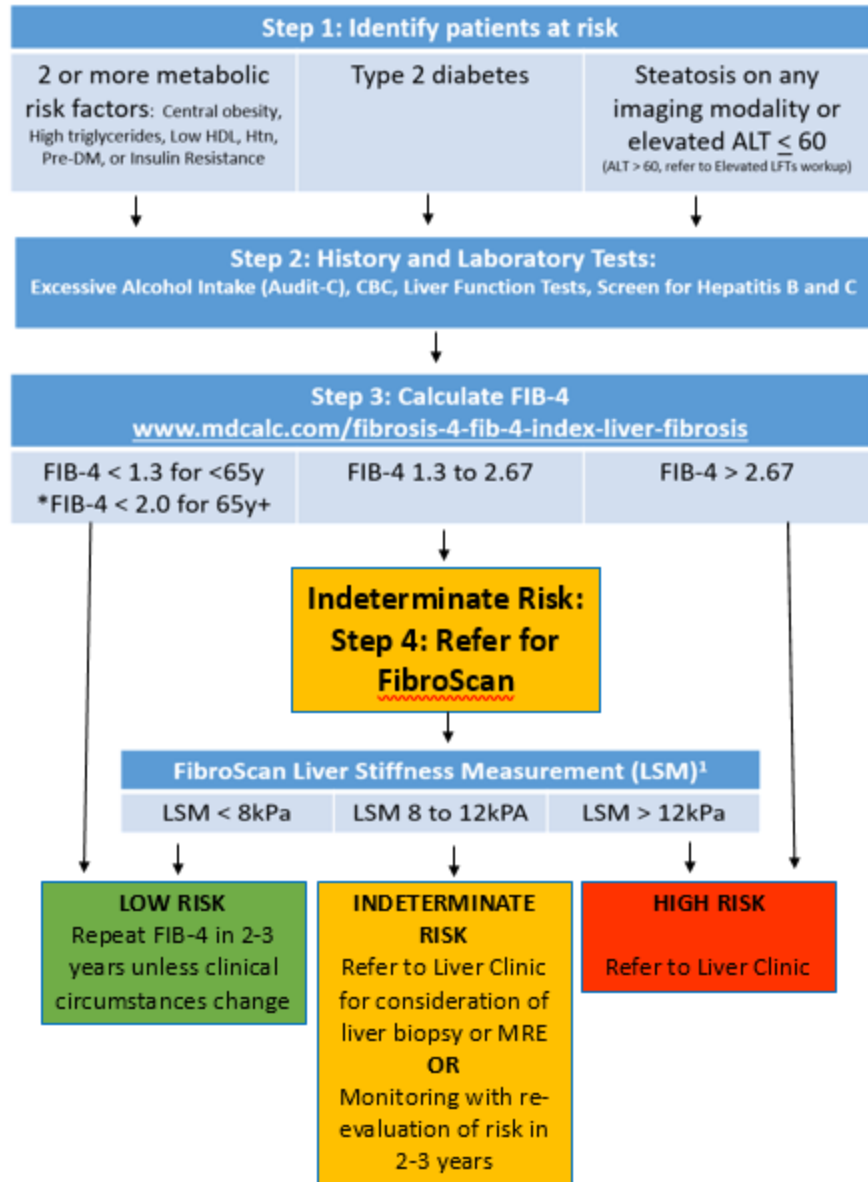 Step 1: Identify patients at risk
2 or more metabolic
risk factors: Central obesity,
High triglycerides, Low HDL, Htn,
Pre-DM, or Insulin Resistance
Type 2 diabetes
Steatosis on any
imaging modality or
elevated ALT ≤ 60
(ALT > 60, refer to Elevated LFTs workup)
Step 2: History and Laboratory Tests:
Excessive Alcohol Intake (Audit-C), CBC, Liver Function Tests, Screen for Hepatitis B and C
Step 3: Calculate FIB-4
www.mdcalc.com/fibrosis-4-fib-4-index-liver-fibrosis
FIB-4 < 1.3 for <65y
*FIB-4 < 2.0 for 65y+
FIB-4 1.3 to 2.67
FIB-4 > 2.67
Indeterminate Risk:
Step 4: Refer for
FibroScan
FibroScan Liver Stiffness Measurement (LSM)¹
LSM < 8kPa
LSM 8 to 12kPA
LSM > 12kPa
LOW RISK
Repeat FIB-4 in 2-3
years unless clinical
circumstances change
INDETERMINATE
RISK
Refer to Liver Clinic
for consideration of
liver biopsy or MRE
OR
Monitoring with re-
evaluation of risk in
2-3 years
HIGH RISK
Refer to Liver Clinic